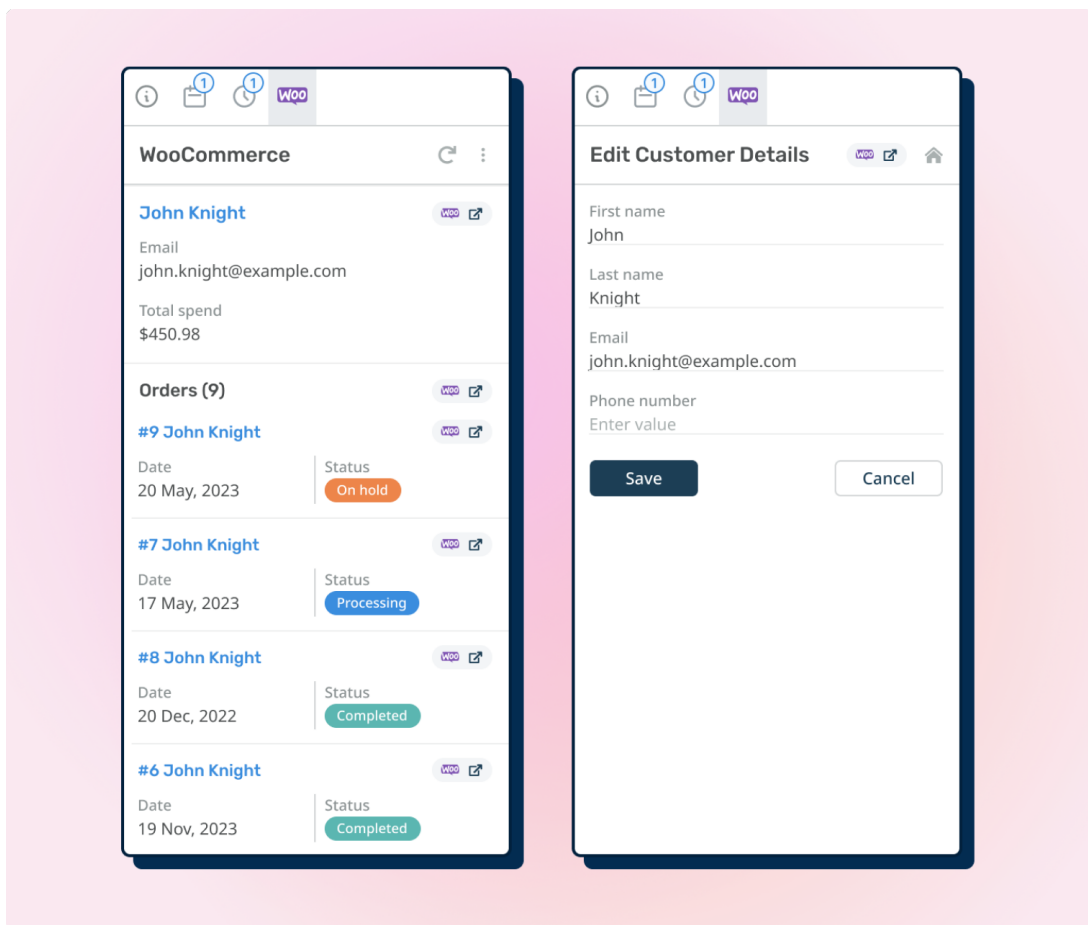 1 1 WOO
WooCommerce
John Knight WOO
Email
john.knight@example.com
Total spend
$450.98
Orders (9) WOO
#9 John Knight WOO
Date Status
20 May, 2023 On hold
#7 John Knight WOO
Date Status
17 May, 2023 Processing
#8 John Knight WOO
Date Status
20 Dec, 2022 Completed
#6 John Knight WOO
Date Status
19 Nov, 2023 Completed
1 1 WOO
Edit Customer Details WOO
First name
John
Last name
Knight
Email
john.knight@example.com
Phone number
Enter value
Save Cancel